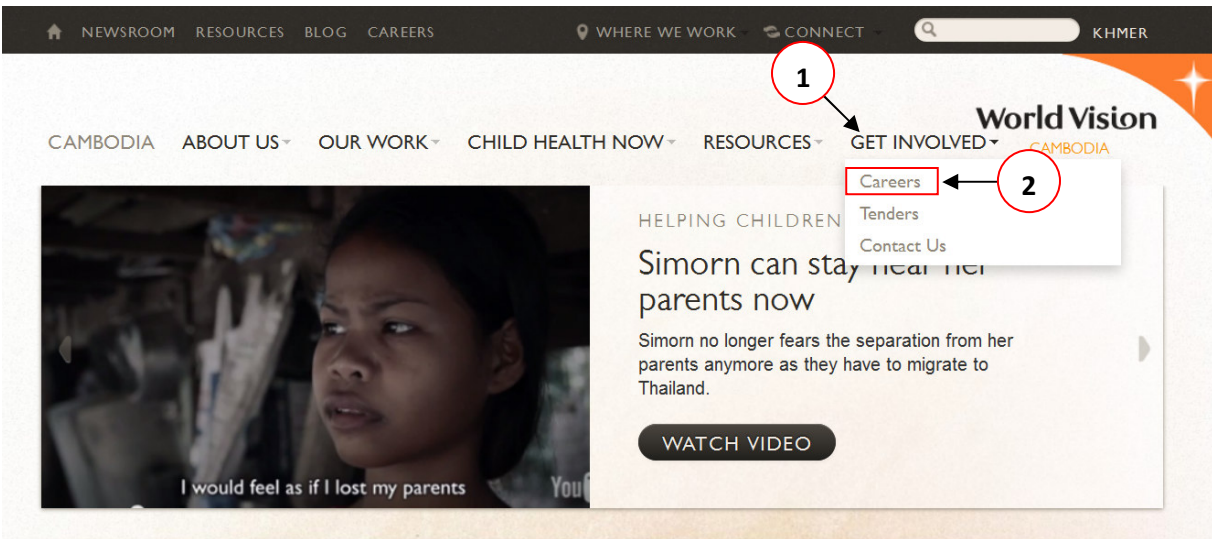 NEWSROOM RESOURCES BLOG CAREERS WHERE WE WORK CONNECT KHMER
1
World Vision
CAMBODIA
CAMBODIA ABOUT US OUR WORK CHILD HEALTH NOW RESOURCES GET INVOLVED
Careers
2
Tenders
Contact Us
HELPING CHILDREN
Simorn can stay near her
parents now
Simorn no longer fears the separation from her
parents anymore as they have to migrate to
Thailand.
WATCH VIDEO
I would feel as if I lost my parents
You